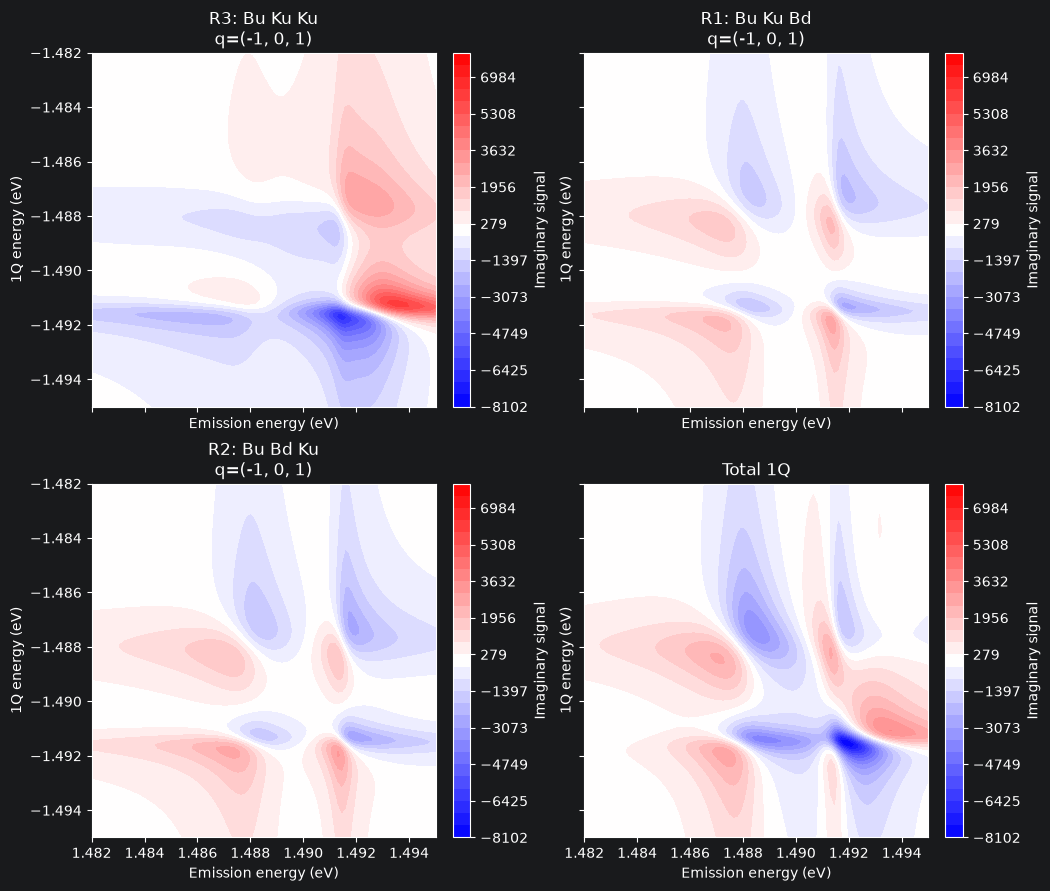 R3: Bu Ku Ku
q=(-1, 0, 1)
1Q energy (eV)
−1.482
−1.484
−1.486
−1.488
−1.490
−1.492
−1.494
Emission energy (eV)
6984
5308
3632
1956
279
−1397
−3073
−4749
−6425
−8102
Imaginary signal
R1: Bu Ku Bd
q=(-1, 0, 1)
1Q energy (eV)
Emission energy (eV)
6984
5308
3632
1956
279
−1397
−3073
−4749
−6425
−8102
Imaginary signal
R2: Bu Bd Ku
q=(-1, 0, 1)
1Q energy (eV)
−1.482
−1.484
−1.486
−1.488
−1.490
−1.492
−1.494
1.482 1.484 1.486 1.488 1.490 1.492 1.494
Emission energy (eV)
6984
5308
3632
1956
279
−1397
−3073
−4749
−6425
−8102
Imaginary signal
Total 1Q
1Q energy (eV)
1.482 1.484 1.486 1.488 1.490 1.492 1.494
Emission energy (eV)
6984
5308
3632
1956
279
−1397
−3073
−4749
−6425
−8102
Imaginary signal